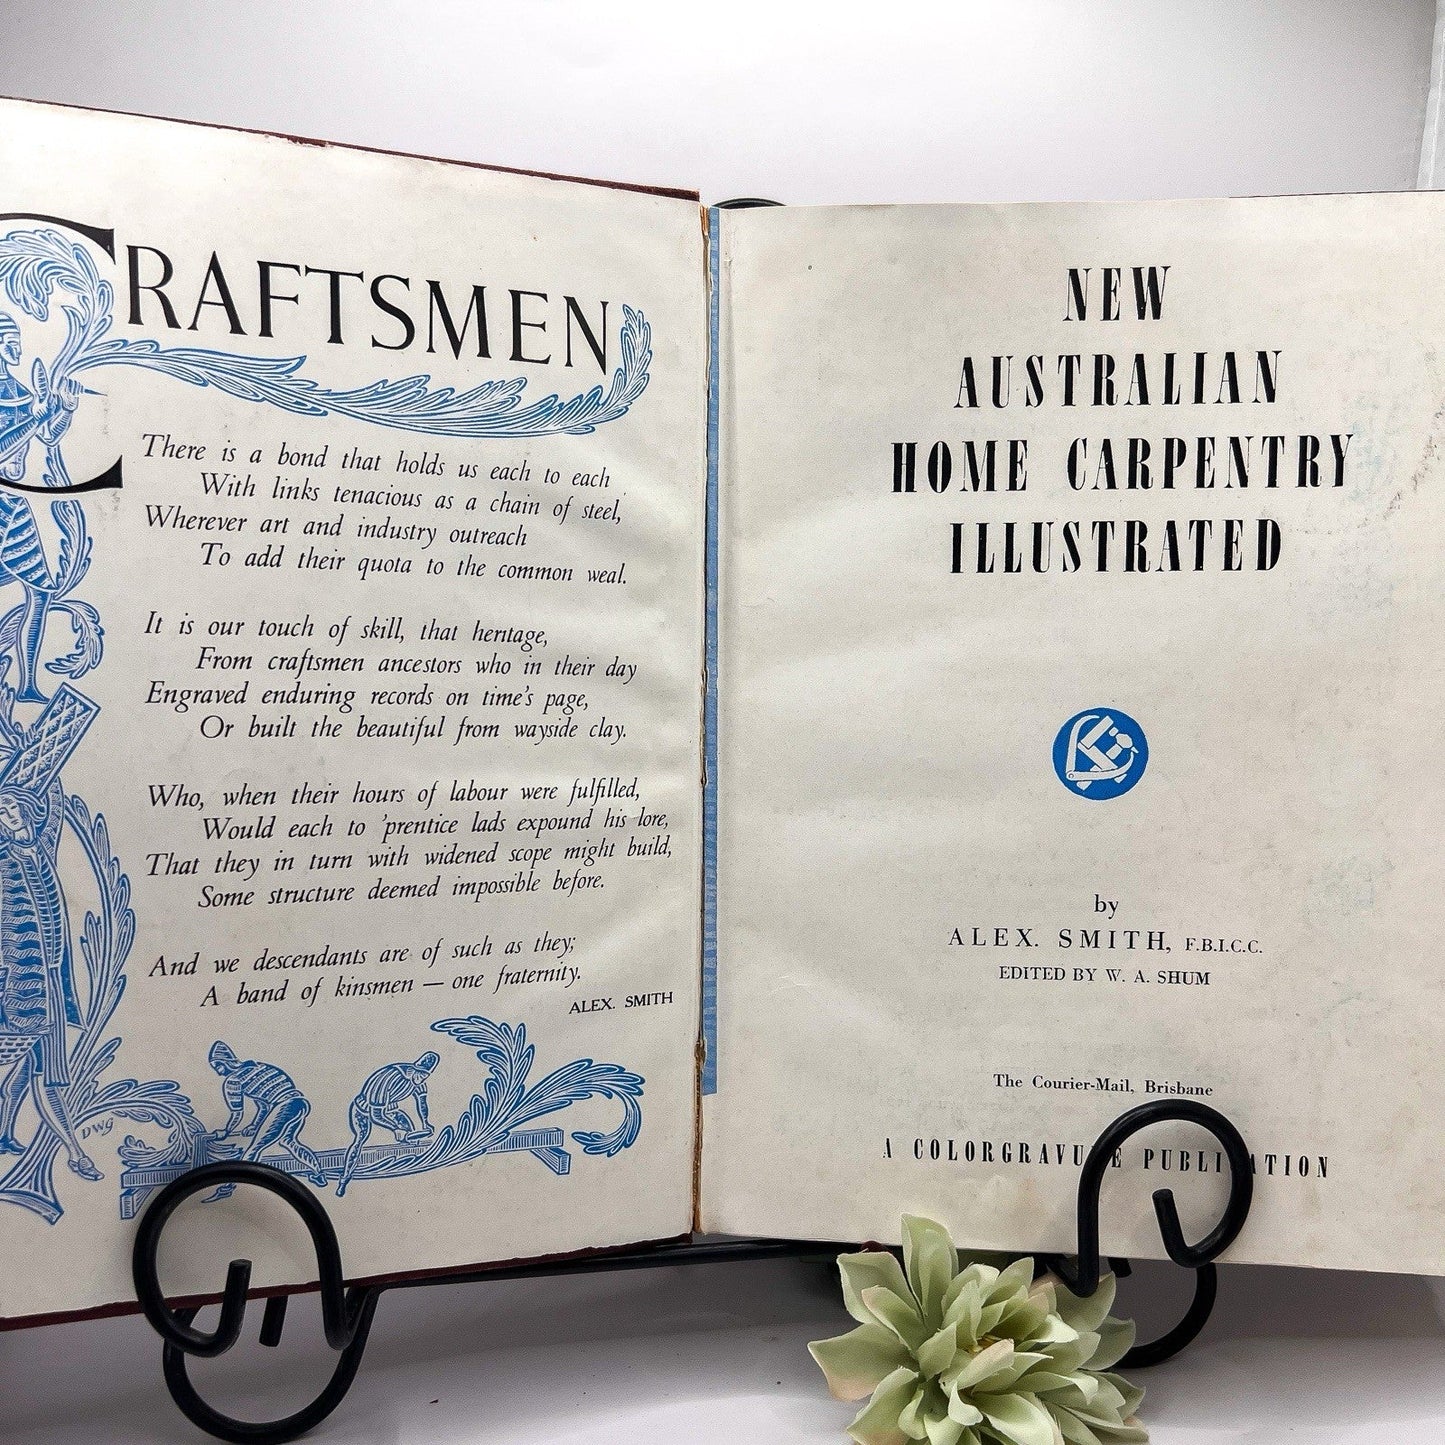 CRAFTSMEN
There is a bond that holds us each to each
With links tenacious as a chain of steel,
Wherever art and industry outreach
To add their quota to the common weal.
It is our touch of skill, that heritage,
From craftsmen ancestors who in their day
Engraved enduring records on time's page,
Or built the beautiful from wayside clay.
Who, when their hours of labour were fulfilled,
Would each to 'prentice lads expound his lore,
That they in turn with widened scope might build,
Some structure deemed impossible before.
And we descendants are of such as they;
A band of kinsmen — one fraternity.
ALEX. SMITH
DWG
NEW
AUSTRALIAN
HOME CARPENTRY
ILLUSTRATED
by
ALEX. SMITH, F.B.I.C.C.
EDITED BY W. A. SHUM
The Courier-Mail, Brisbane
A COLORGRAVURE PUBLICATION